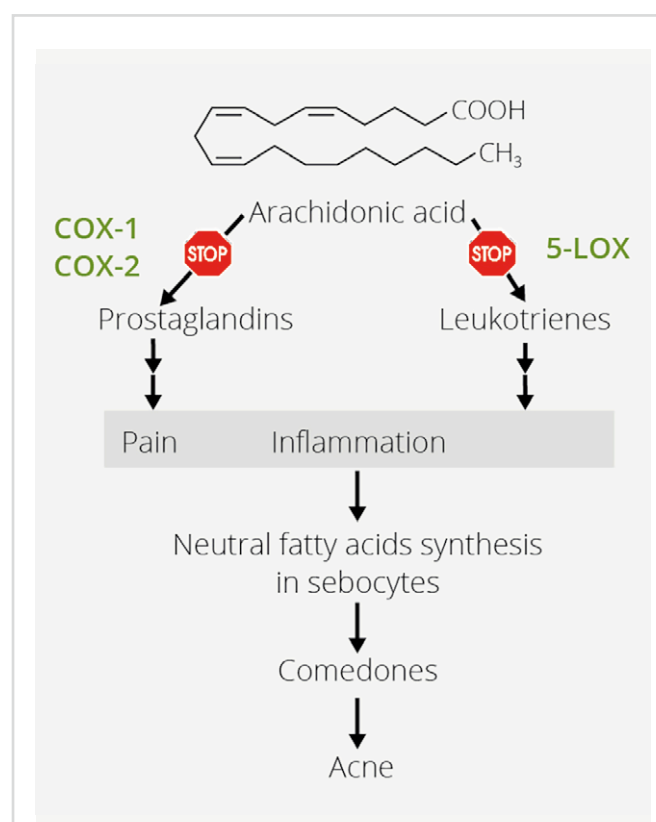 COOH
CH₃
Arachidonic acid
COX-1
COX-2
STOP
STOP
5-LOX
Prostaglandins
Leukotrienes
Pain Inflammation
Neutral fatty acids synthesis
in sebocytes
Comedones
Acne